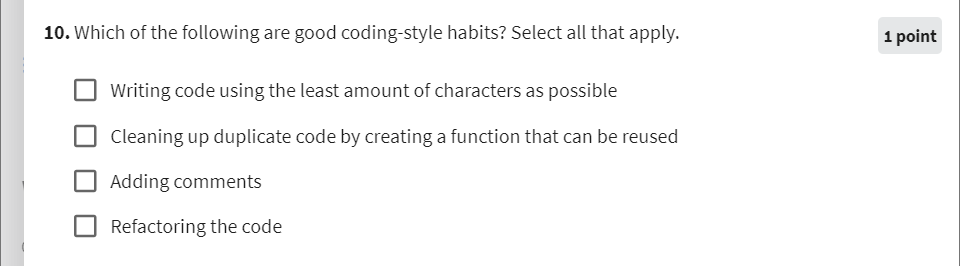 10. Which of the following are good coding-style habits? Select all that apply.
1 point
Writing code using the least amount of characters as possible
Cleaning up duplicate code by creating a function that can be reused
Adding comments
Refactoring the code